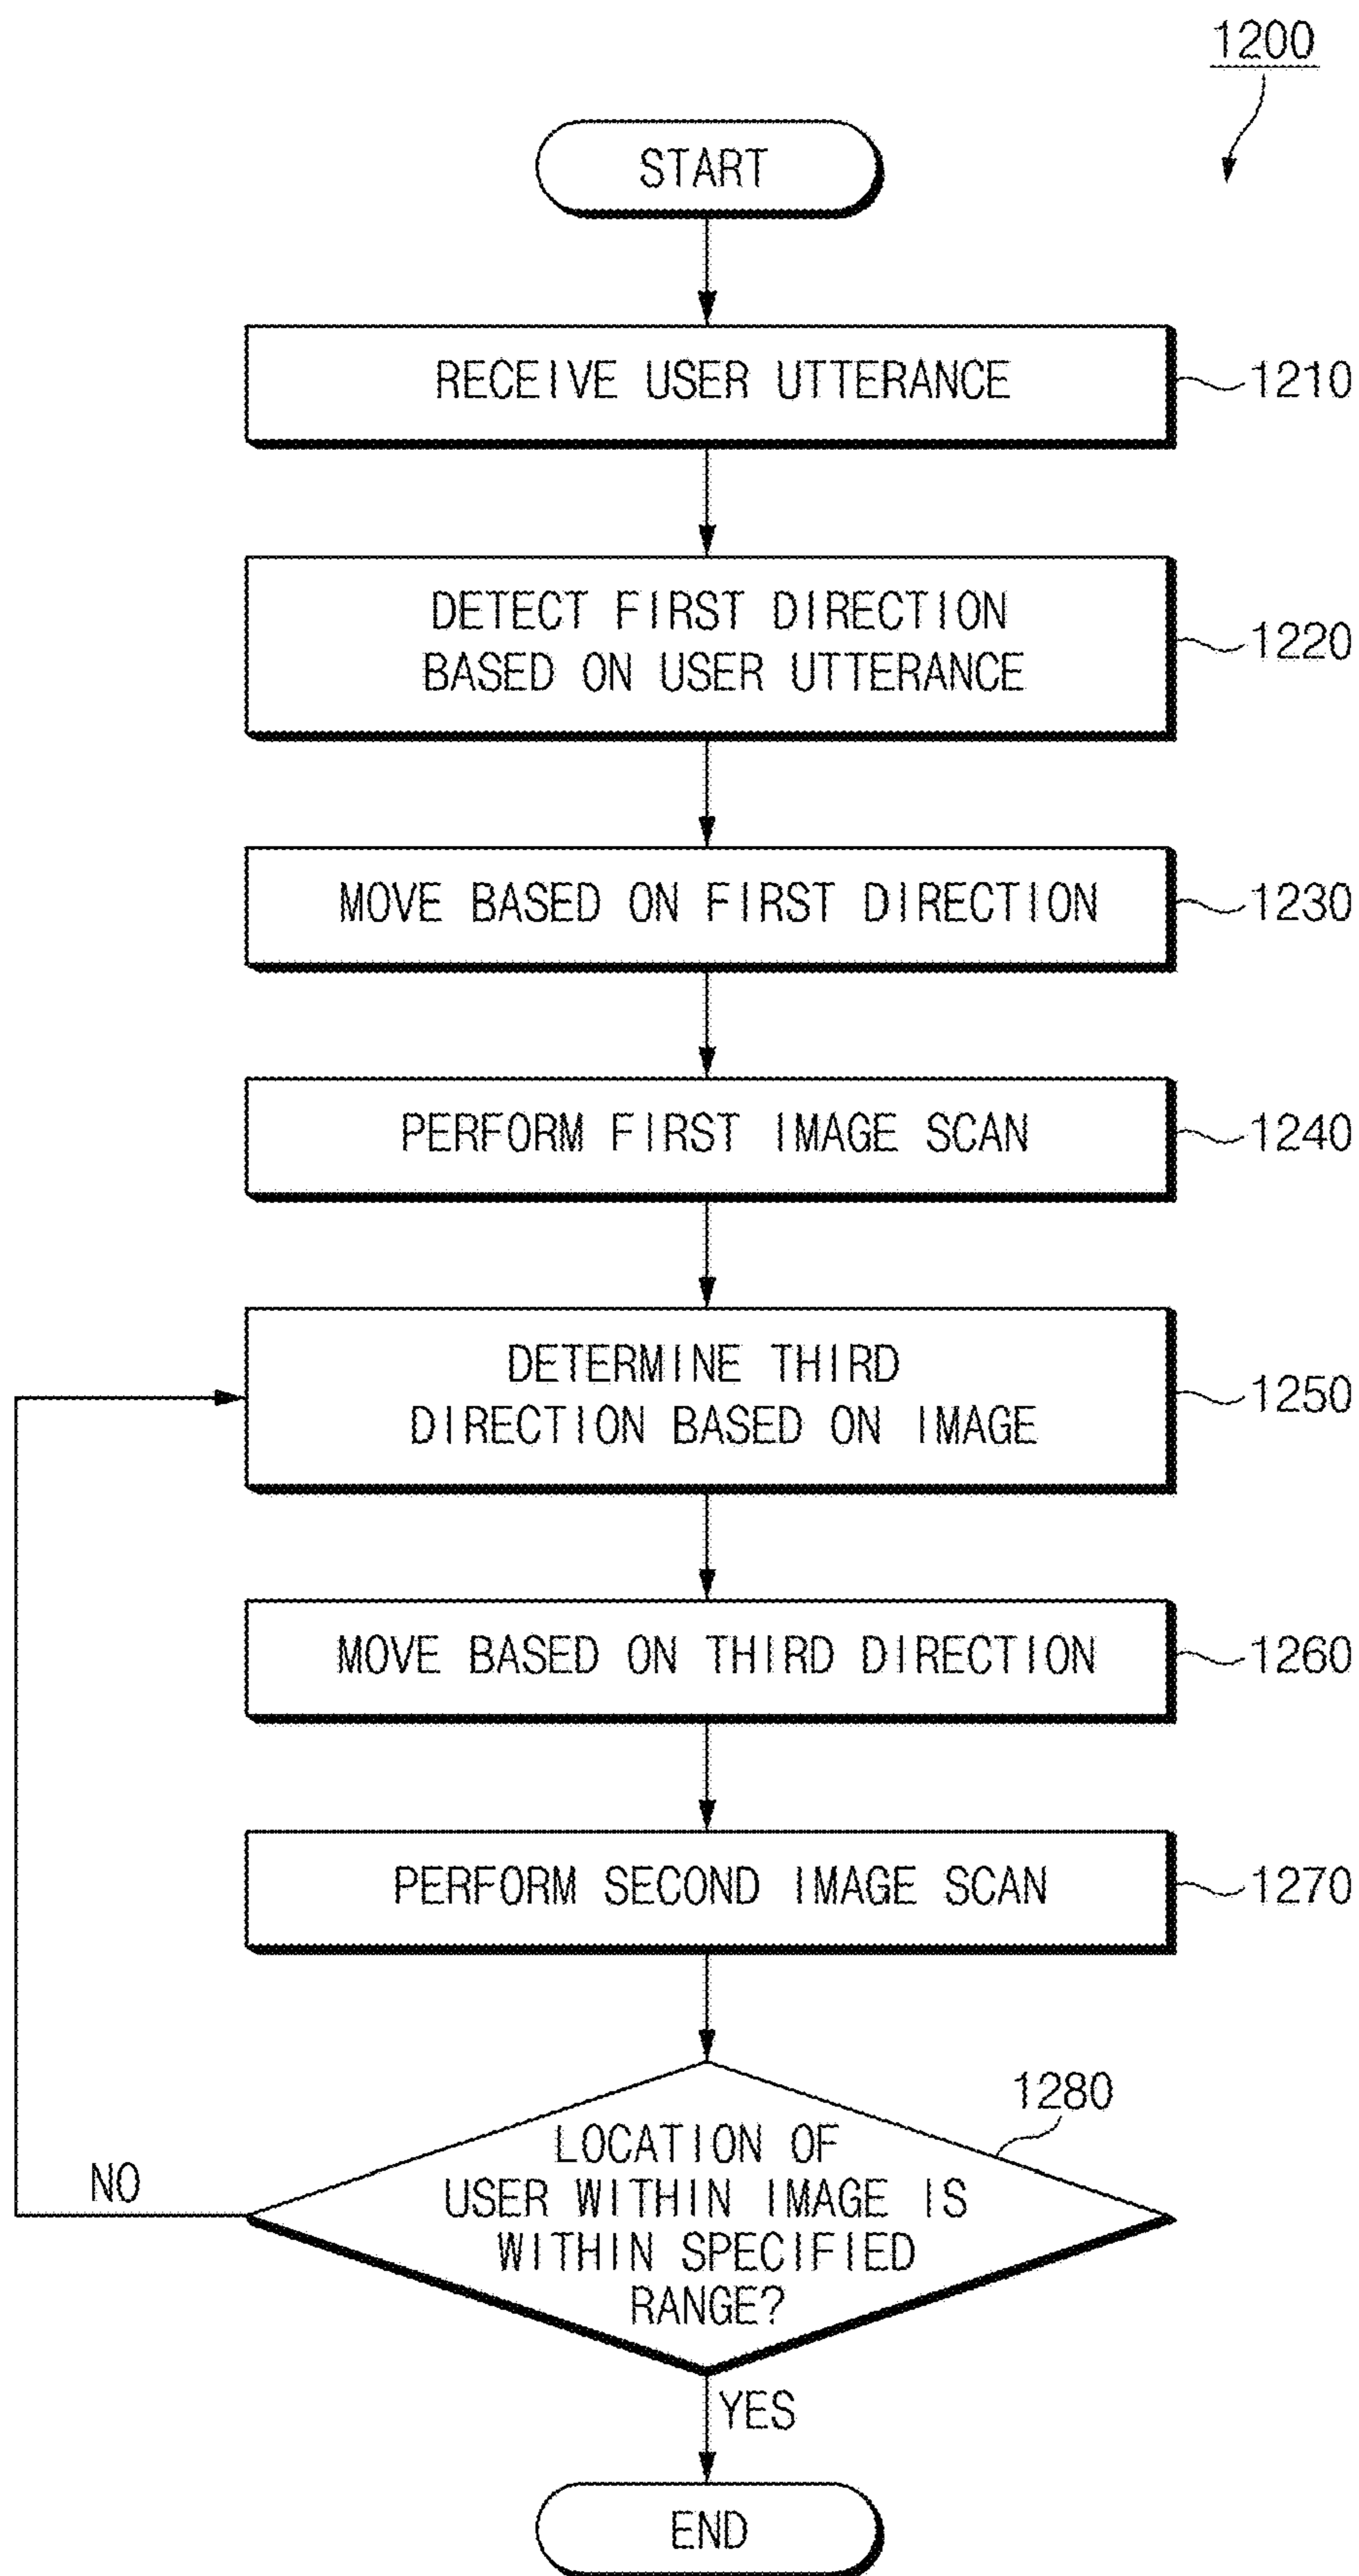 1200
START
RECEIVE USER UTTERANCE
1210
DETECT FIRST DIRECTION
BASED ON USER UTTERANCE
1220
MOVE BASED ON FIRST DIRECTION
1230
PERFORM FIRST IMAGE SCAN
1240
DETERMINE THIRD
DIRECTION BASED ON IMAGE
1250
MOVE BASED ON THIRD DIRECTION
1260
PERFORM SECOND IMAGE SCAN
1270
1280
LOCATION OF
USER WITHIN IMAGE IS
WITHIN SPECIFIED
RANGE?
NO
YES
END